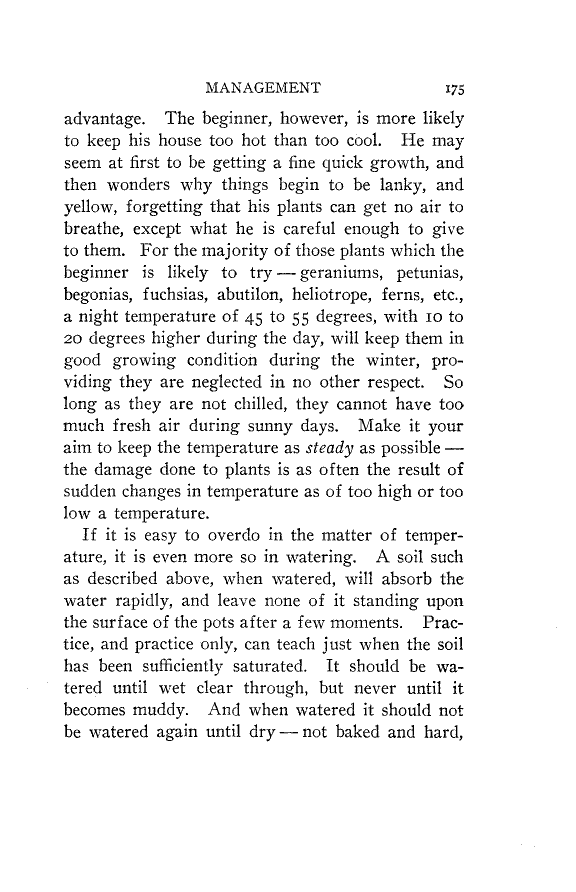 MANAGEMENT 175
advantage. The beginner, however, is more likely
to keep his house too hot than too cool. He may
seem at first to be getting a fine quick growth, and
then wonders why things begin to be lanky, and
yellow, forgetting that his plants can get no air to
breathe, except what he is careful enough to give
to them. For the majority of those plants which the
beginner is likely to try — geraniums, petunias,
begonias, fuchsias, abutilon, heliotrope, ferns, etc.,
a night temperature of 45 to 55 degrees, with 10 to
20 degrees higher during the day, will keep them in
good growing condition during the winter, pro-
viding they are neglected in no other respect. So
long as they are not chilled, they cannot have too
much fresh air during sunny days. Make it your
aim to keep the temperature as steady as possible —
the damage done to plants is as often the result of
sudden changes in temperature as of too high or too
low a temperature.
If it is easy to overdo in the matter of temper-
ature, it is even more so in watering. A soil such
as described above, when watered, will absorb the
water rapidly, and leave none of it standing upon
the surface of the pots after a few moments. Prac-
tice, and practice only, can teach just when the soil
has been sufficiently saturated. It should be wa-
tered until wet clear through, but never until it
becomes muddy. And when watered it should not
be watered again until dry — not baked and hard,